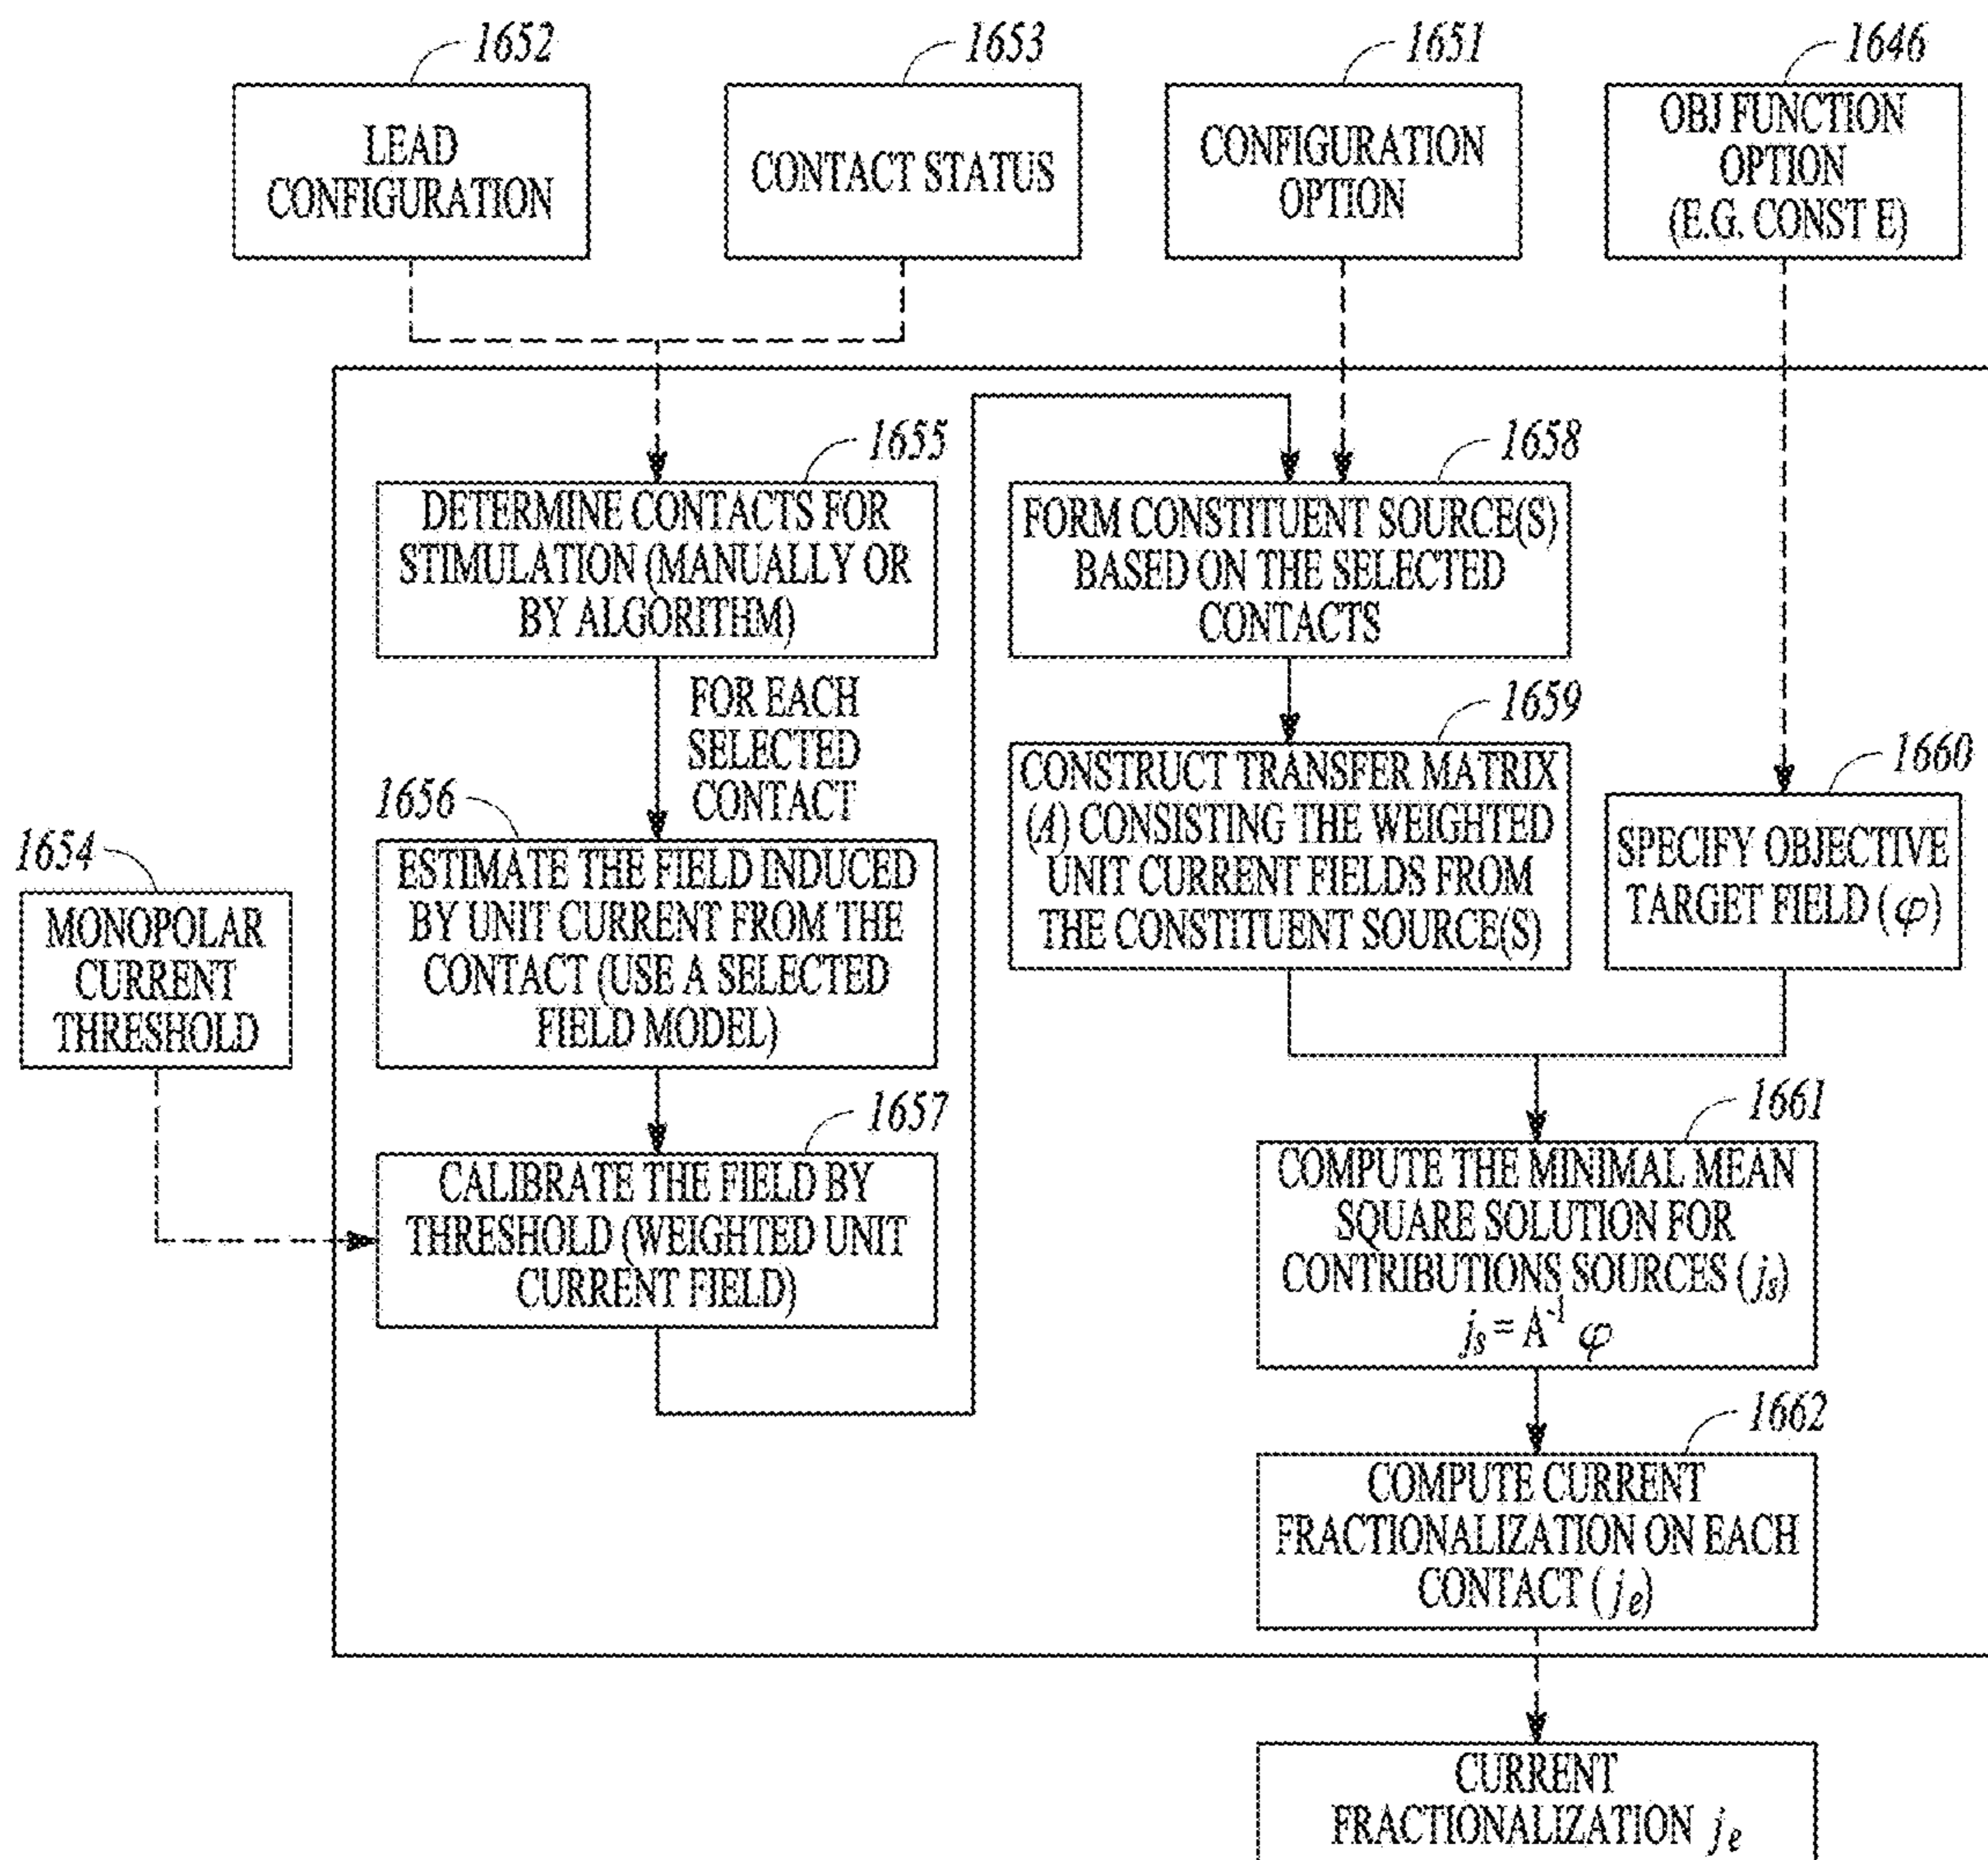 1652
LEAD
CONFIGURATION
1653
CONTACT STATUS
1651
CONFIGURATION
OPTION
1646
OBJ FUNCTION
OPTION
(E.G. CONST E)
1655
DETERMINE CONTACTS FOR
STIMULATION (MANUALLY OR
BY ALGORITHM)
FOR EACH
SELECTED
CONTACT
1656
ESTIMATE THE FIELD INDUCED
BY UNIT CURRENT FROM THE
CONTACT (USE A SELECTED
FIELD MODEL)
1654
MONOPOLAR
CURRENT
THRESHOLD
1657
CALIBRATE THE FIELD BY
THRESHOLD (WEIGHTED UNIT
CURRENT FIELD)
1658
FORM CONSTITUENT SOURCE(S)
BASED ON THE SELECTED
CONTACTS
1659
CONSTRUCT TRANSFER MATRIX
(A) CONSISTING THE WEIGHTED
UNIT CURRENT FIELDS FROM
THE CONSTITUENT SOURCE(S)
1660
SPECIFY OBJECTIVE
TARGET FIELD (φ)
1661
COMPUTE THE MINIMAL MEAN
SQUARE SOLUTION FOR
CONTRIBUTIONS SOURCES (jₛ)
jₛ = A⁻¹ φ
1662
COMPUTE CURRENT
FRACTIONALIZATION ON EACH
CONTACT (jₑ)
CURRENT
FRACTIONALIZATION jₑ